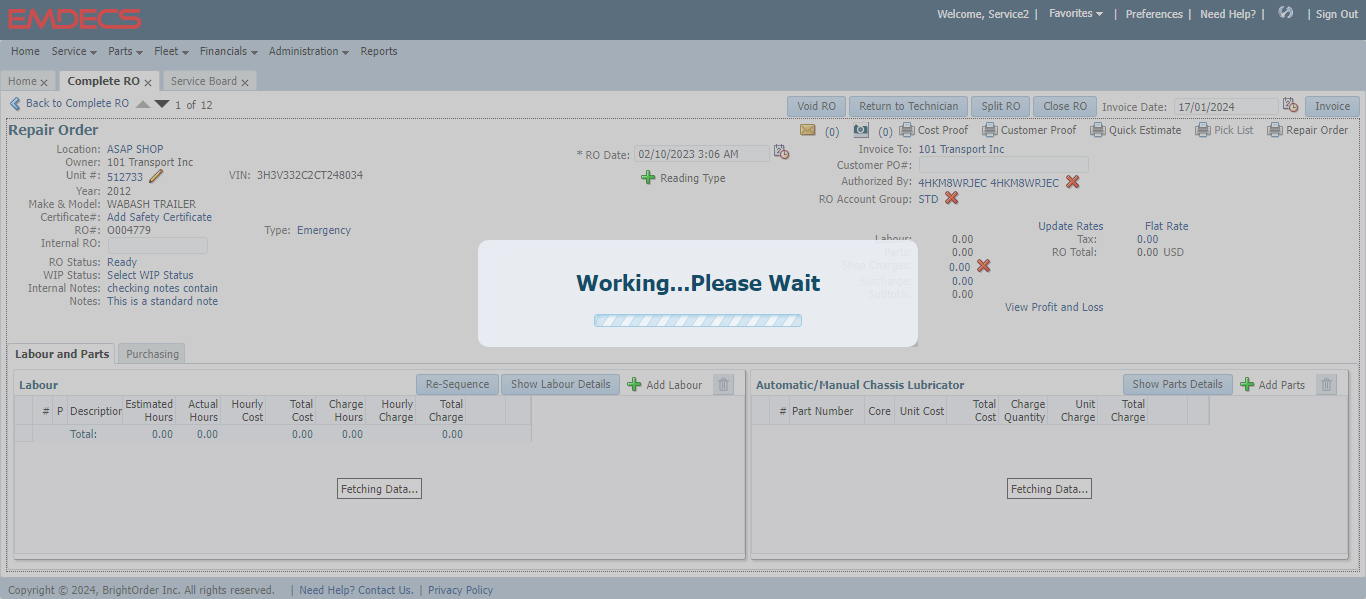 EMDECS
Welcome, Service2 | Favorites | Preferences | Need Help? | | Sign Out
Home Service Parts Fleet Financials Administration Reports
Home Complete RO Service Board
Back to Complete RO 1 of 12 Void RO Return to Technician Split RO Close RO Invoice Date: 17/01/2024 Invoice
Repair Order (0) (0) Cost Proof Customer Proof Quick Estimate Pick List Repair Order
Location: ASAP SHOP
Owner: 101 Transport Inc
Unit #: 512733 VIN: 3H3V332C2CT248034
Year: 2012
Make & Model: WABASH TRAILER
Certificate#: Add Safety Certificate
RO#: O004779 Type: Emergency
Internal RO:
RO Status: Ready
WIP Status: Select WIP Status
Internal Notes: checking notes contain
Notes: This is a standard note
* RO Date: 02/10/2023 3:06 AM
Reading Type
Invoice To: 101 Transport Inc
Customer PO#:
Authorized By: 4HKM8WRJEC 4HKM8WRJEC
RO Account Group: STD
Update Rates Flat Rate
Labour: 0.00 Tax: 0.00
Parts: 0.00 RO Total: 0.00 USD
Shop Charges: 0.00
Surcharge: 0.00
Subtotal: 0.00
View Profit and Loss
Working...Please Wait
Labour and Parts Purchasing
Labour Re-Sequence Show Labour Details Add Labour
# P Description Estimated Hours Actual Hours Hourly Cost Total Cost Charge Hours Hourly Charge Total Charge
Total: 0.00 0.00 0.00 0.00 0.00
Fetching Data...
Automatic/Manual Chassis Lubricator Show Parts Details Add Parts
# Part Number Core Unit Cost Total Cost Charge Quantity Unit Charge Total Charge
Fetching Data...
Copyright © 2024, BrightOrder Inc. All rights reserved. | Need Help? Contact Us. | Privacy Policy